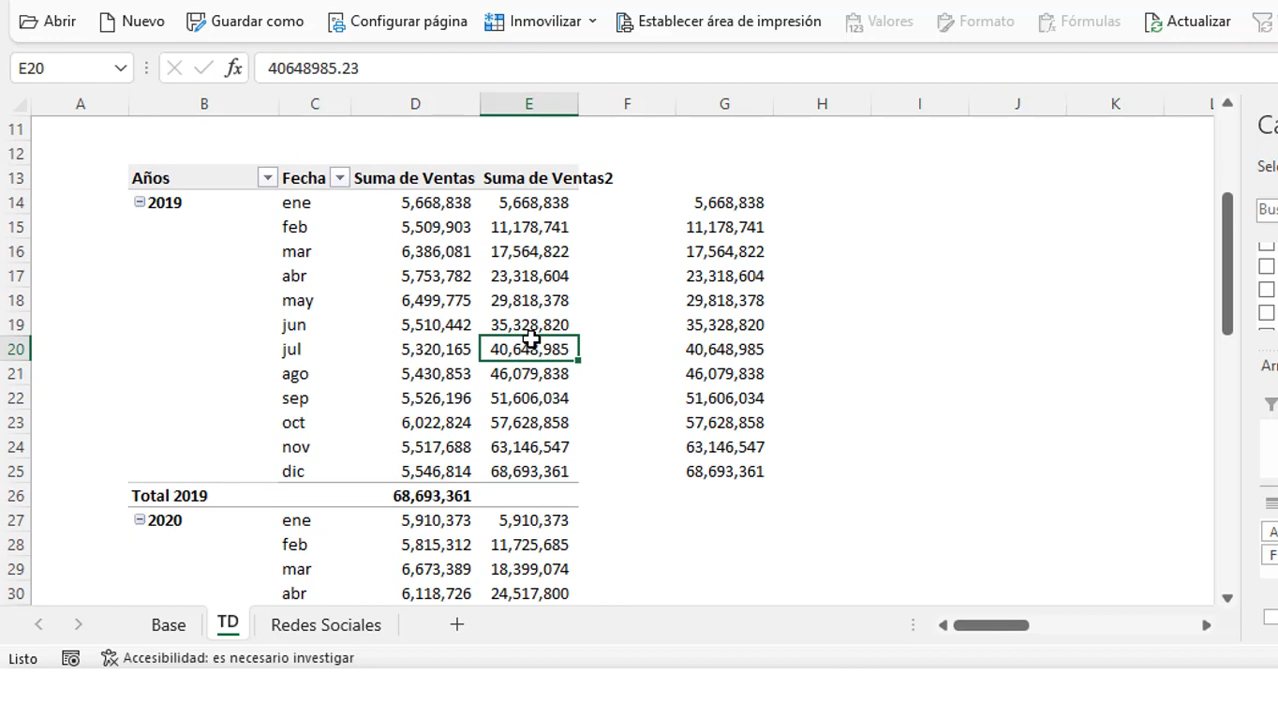 Abrir Nuevo Guardar como Configurar página Inmovilizar Establecer área de impresión Valores Formato Fórmulas Actualizar
E20 fx 40648985.23
A B C D E F G H I J K L
11
12
13 Años Fecha Suma de Ventas Suma de Ventas2
14 2019 ene 5,668,838 5,668,838 5,668,838
15 feb 5,509,903 11,178,741 11,178,741
16 mar 6,386,081 17,564,822 17,564,822
17 abr 5,753,782 23,318,604 23,318,604
18 may 6,499,775 29,818,378 29,818,378
19 jun 5,510,442 35,328,820 35,328,820
20 jul 5,320,165 40,648,985 40,648,985
21 ago 5,430,853 46,079,838 46,079,838
22 sep 5,526,196 51,606,034 51,606,034
23 oct 6,022,824 57,628,858 57,628,858
24 nov 5,517,688 63,146,547 63,146,547
25 dic 5,546,814 68,693,361 68,693,361
26 Total 2019 68,693,361
27 2020 ene 5,910,373 5,910,373
28 feb 5,815,312 11,725,685
29 mar 6,673,389 18,399,074
30 abr 6,118,726 24,517,800
Base TD Redes Sociales +
Listo Accesibilidad: es necesario investigar